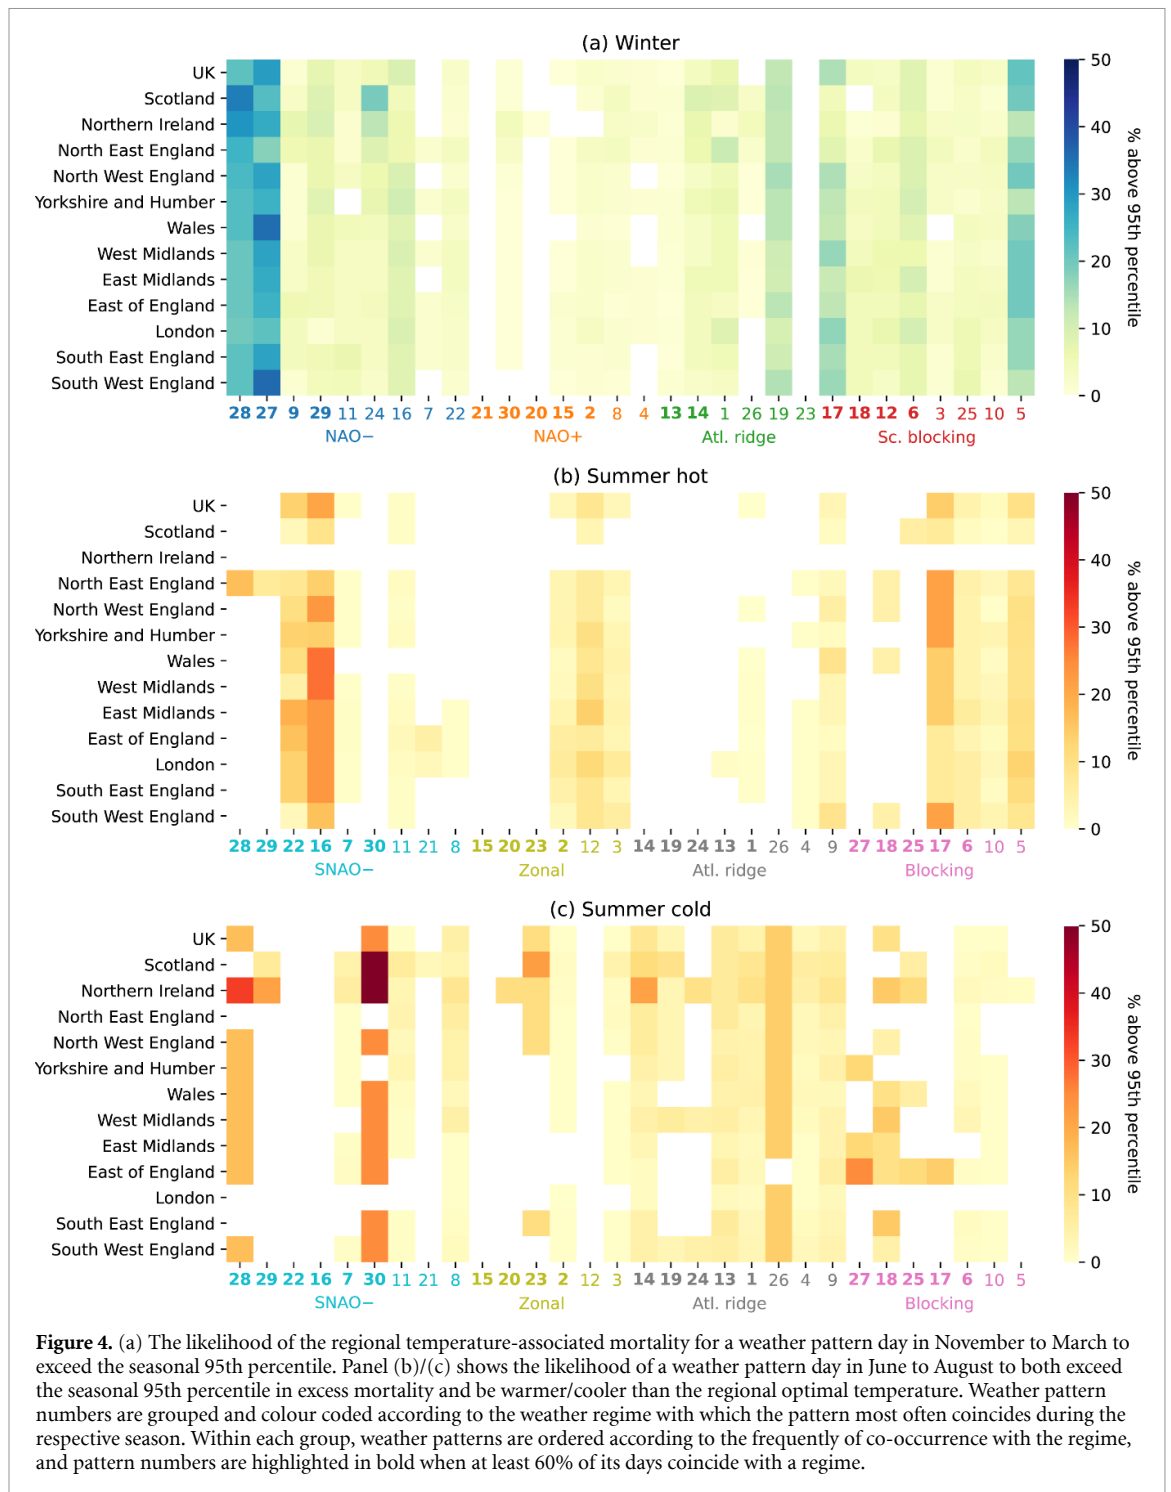 (a) Winter
UK
Scotland
Northern Ireland
North East England
North West England
Yorkshire and Humber
Wales
West Midlands
East Midlands
East of England
London
South East England
South West England
50
40
30
20
10
0
% above 95th percentile
28 27 9 29 11 24 16 7 22 21 30 20 15 2 8 4 13 14 1 26 19 23 17 18 12 6 3 25 10 5
NAO− NAO+ Atl. ridge Sc. blocking
(b) Summer hot
UK
Scotland
Northern Ireland
North East England
North West England
Yorkshire and Humber
Wales
West Midlands
East Midlands
East of England
London
South East England
South West England
50
40
30
20
10
0
% above 95th percentile
28 29 22 16 7 30 11 21 8 15 20 23 2 12 3 14 19 24 13 1 26 4 9 27 18 25 17 6 10 5
SNAO− Zonal Atl. ridge Blocking
(c) Summer cold
UK
Scotland
Northern Ireland
North East England
North West England
Yorkshire and Humber
Wales
West Midlands
East Midlands
East of England
London
South East England
South West England
50
40
30
20
10
0
% above 95th percentile
28 29 22 16 7 30 11 21 8 15 20 23 2 12 3 14 19 24 13 1 26 4 9 27 18 25 17 6 10 5
SNAO− Zonal Atl. ridge Blocking
Figure 4. (a) The likelihood of the regional temperature-associated mortality for a weather pattern day in November to March to
exceed the seasonal 95th percentile. Panel (b)/(c) shows the likelihood of a weather pattern day in June to August to both exceed
the seasonal 95th percentile in excess mortality and be warmer/cooler than the regional optimal temperature. Weather pattern
numbers are grouped and colour coded according to the weather regime with which the pattern most often coincides during the
respective season. Within each group, weather patterns are ordered according to the frequently of co-occurrence with the regime,
and pattern numbers are highlighted in bold when at least 60% of its days coincide with a regime.